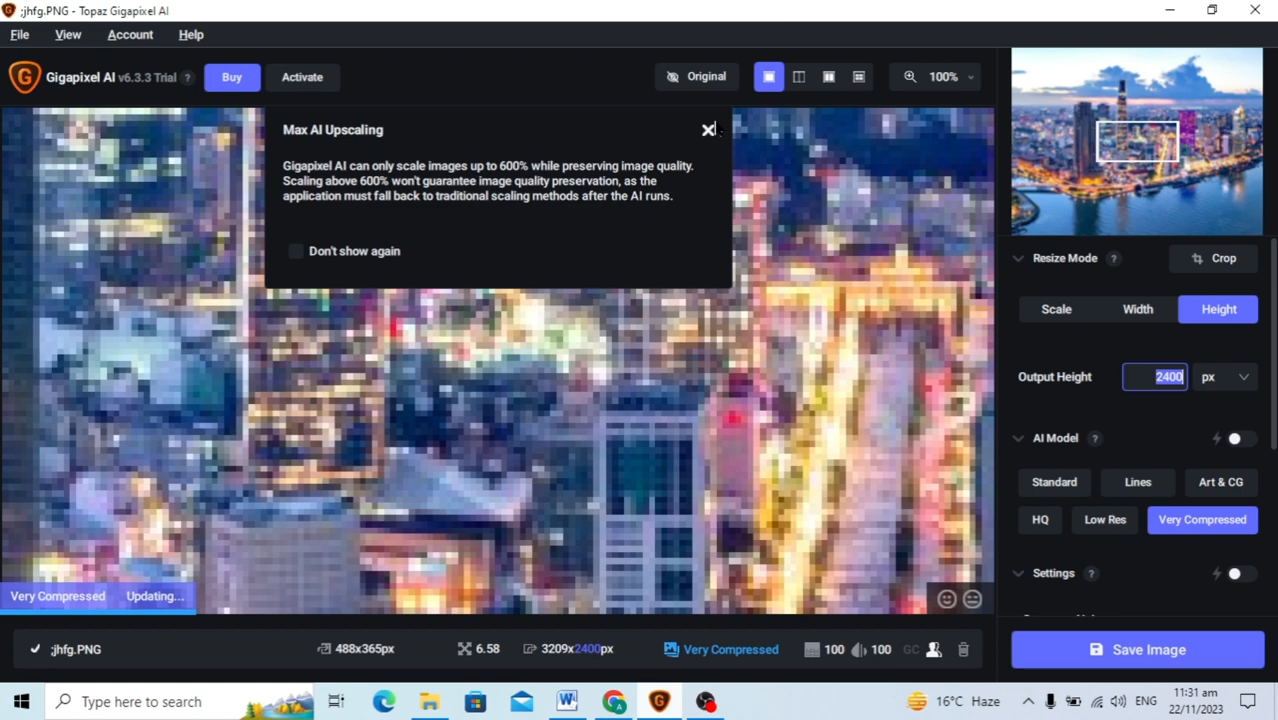 ;jhfg.PNG - Topaz Gigapixel AI
File View Account Help
G Gigapixel AI v6.3.3 Trial ? Buy Activate Original 100%
Max AI Upscaling
Gigapixel AI can only scale images up to 600% while preserving image quality.
Scaling above 600% won't guarantee image quality preservation, as the
application must fall back to traditional scaling methods after the AI runs.
Don't show again
Resize Mode ? Crop
Scale Width Height
Output Height 2400 px
AI Model ?
Standard Lines Art & CG
HQ Low Res Very Compressed
Settings ?
Very Compressed Updating...
;jhfg.PNG 488x365px 6.58 3209x2400px Very Compressed 100 100 GC
Save Image
Type here to search
16°C Haze ENG 11:31 am
22/11/2023